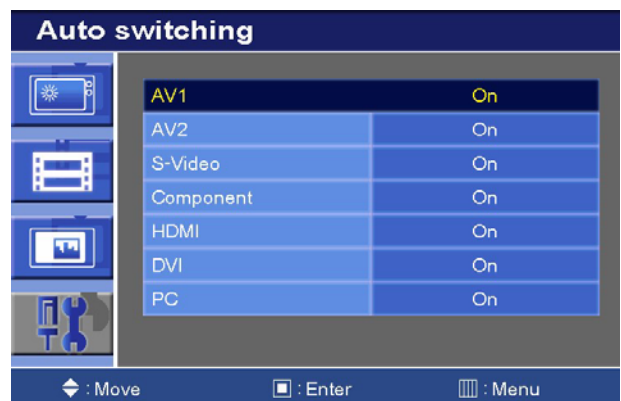 Auto switching
AV1 On
AV2 On
S-Video On
Component On
HDMI On
DVI On
PC On
: Move : Enter : Menu